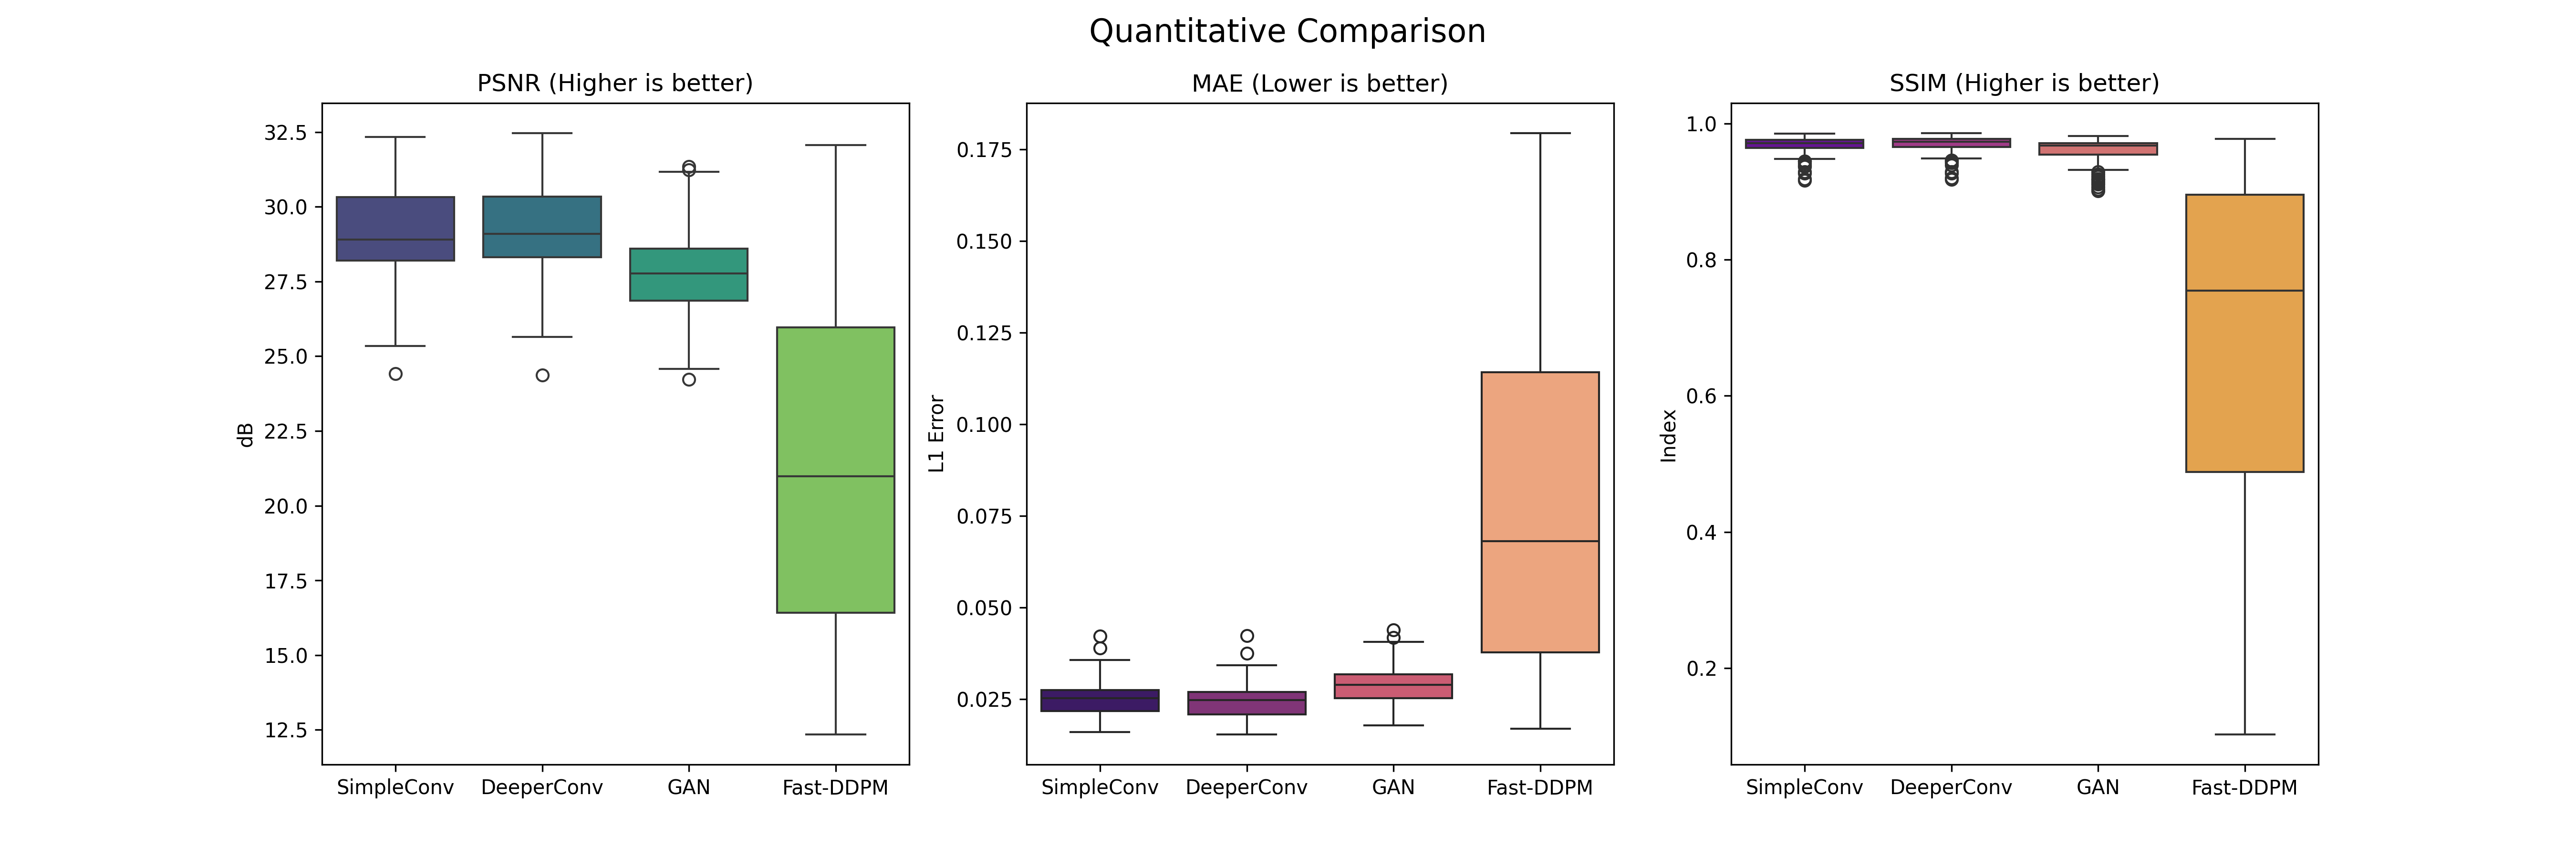 Quantitative Comparison
PSNR (Higher is better)
dB
32.5
30.0
27.5
25.0
22.5
20.0
17.5
15.0
12.5
SimpleConv DeeperConv GAN Fast-DDPM
MAE (Lower is better)
L1 Error
0.175
0.150
0.125
0.100
0.075
0.050
0.025
SimpleConv DeeperConv GAN Fast-DDPM
SSIM (Higher is better)
Index
1.0
0.8
0.6
0.4
0.2
SimpleConv DeeperConv GAN Fast-DDPM